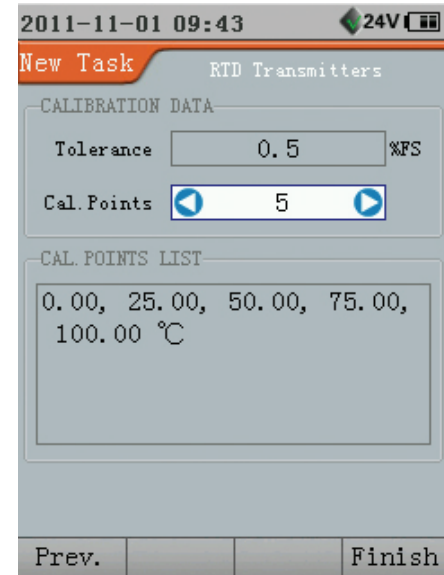 2011-11-01 09:43 24V
New Task RTD Transmitters
CALIBRATION DATA
Tolerance 0.5 %FS
Cal.Points 5
CAL. POINTS LIST
0.00, 25.00, 50.00, 75.00,
100.00 ℃
Prev. Finish